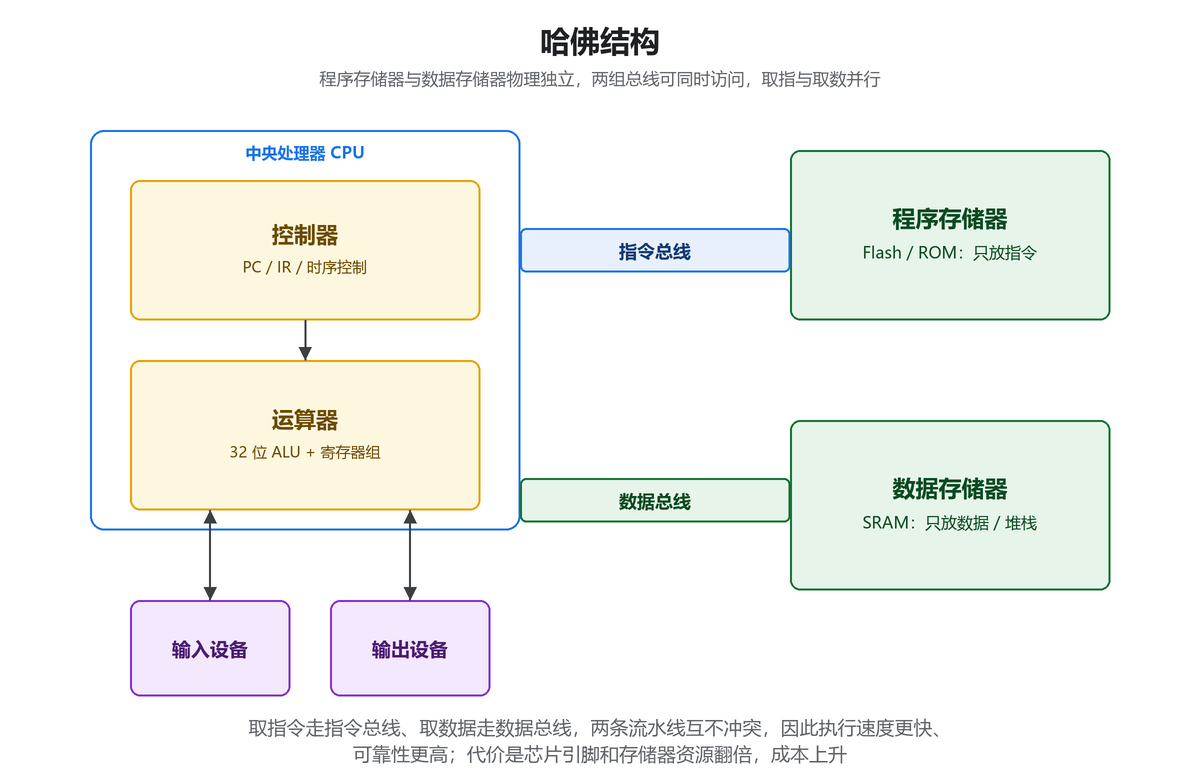 哈佛结构
程序存储器与数据存储器物理独立，两组总线可同时访问，取指与取数并行
中央处理器 CPU
控制器
PC / IR / 时序控制
指令总线
程序存储器
Flash / ROM：只放指令
运算器
32 位 ALU + 寄存器组
数据总线
数据存储器
SRAM：只放数据 / 堆栈
输入设备
输出设备
取指令走指令总线、取数据走数据总线，两条流水线互不冲突，因此执行速度更快、
可靠性更高；代价是芯片引脚和存储器资源翻倍，成本上升